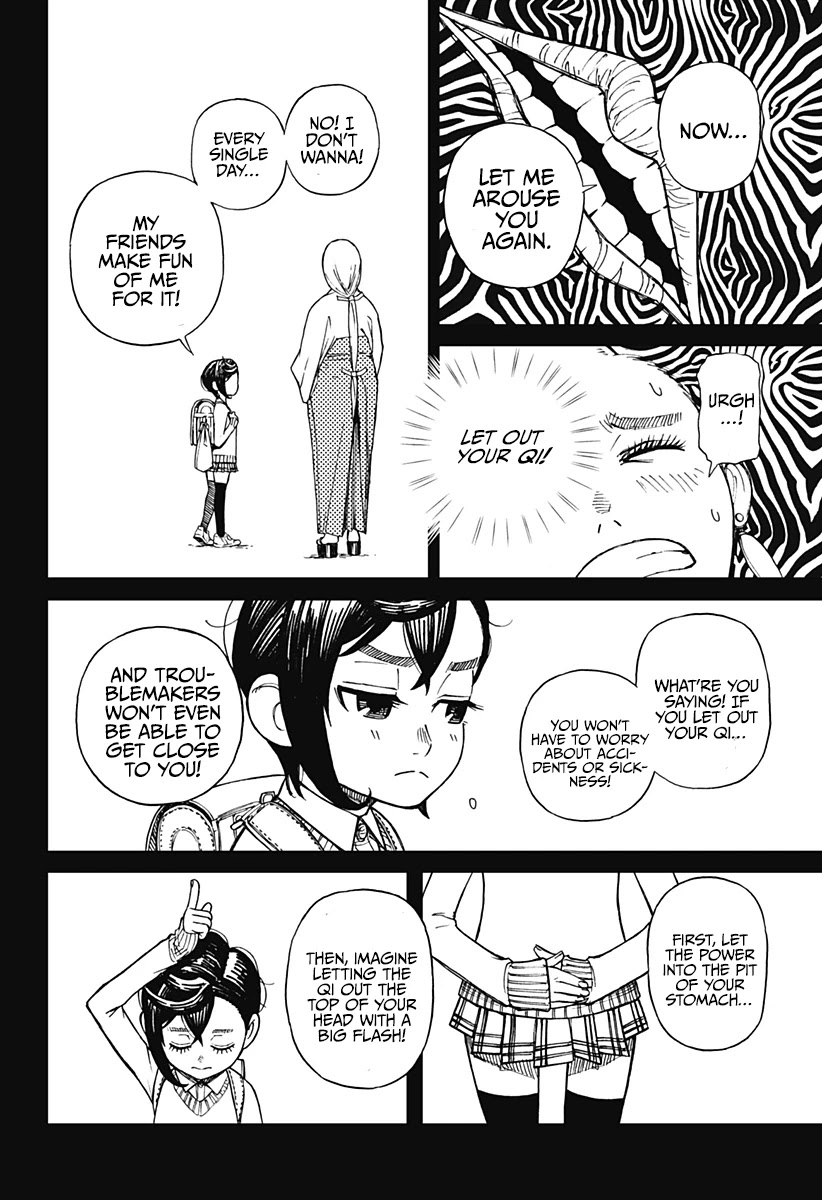 NOW...
LET ME
AROUSE
YOU
AGAIN.
URGH
...!
LET OUT
YOUR QI!
NO! I
DON'T
WANNA!
EVERY
SINGLE
DAY...
MY
FRIENDS
MAKE FUN
OF ME
FOR IT!
WHAT'RE YOU
SAYING! IF
YOU LET OUT
YOUR QI...
YOU WON'T
HAVE TO WORRY
ABOUT ACCI-
DENTS OR SICK-
NESS!
AND TROU-
BLEMAKERS
WON'T EVEN
BE ABLE TO
GET CLOSE
TO YOU!
FIRST, LET
THE POWER
INTO THE PIT
OF YOUR
STOMACH...
THEN, IMAGINE
LETTING THE
QI OUT THE
TOP OF YOUR
HEAD WITH A
BIG FLASH!